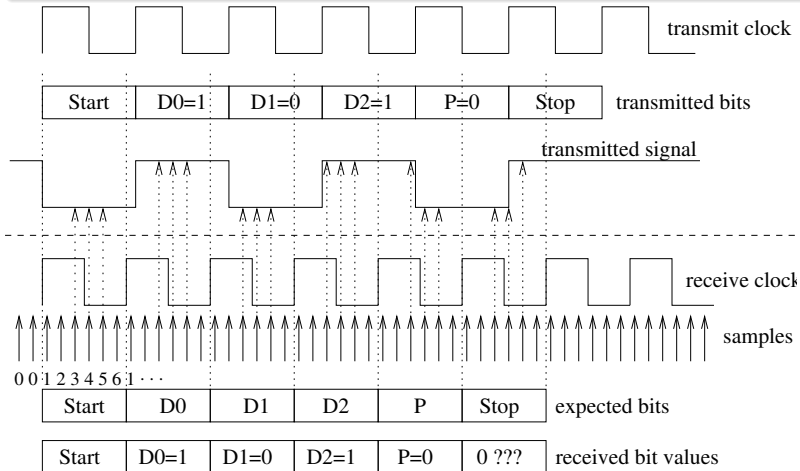 transmit clock
Start D0=1 D1=0 D2=1 P=0 Stop transmitted bits
transmitted signal
receive clock
samples
0 0 1 2 3 4 5 6 1 · · ·
Start D0 D1 D2 P Stop expected bits
Start D0=1 D1=0 D2=1 P=0 0 ??? received bit values